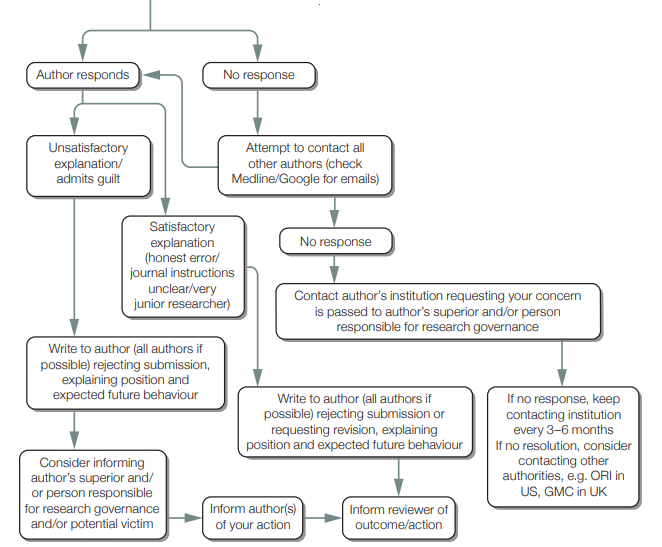 Author responds
No response
Unsatisfactory
explanation/
admits guilt
Attempt to contact all
other authors (check
Medline/Google for emails)
Satisfactory
explanation
(honest error/
journal instructions
unclear/very
junior researcher)
No response
Contact author's institution requesting your concern
is passed to author's superior and/or person
responsible for research governance
Write to author (all authors if
possible) rejecting submission,
explaining position and
expected future behaviour
Write to author (all authors if
possible) rejecting submission or
requesting revision, explaining
position and expected future behaviour
If no response, keep
contacting institution
every 3–6 months
If no resolution, consider
contacting other
authorities, e.g. ORI in
US, GMC in UK
Consider informing
author's superior and/
or person responsible
for research governance
and/or potential victim
Inform author(s)
of your action
Inform reviewer of
outcome/action